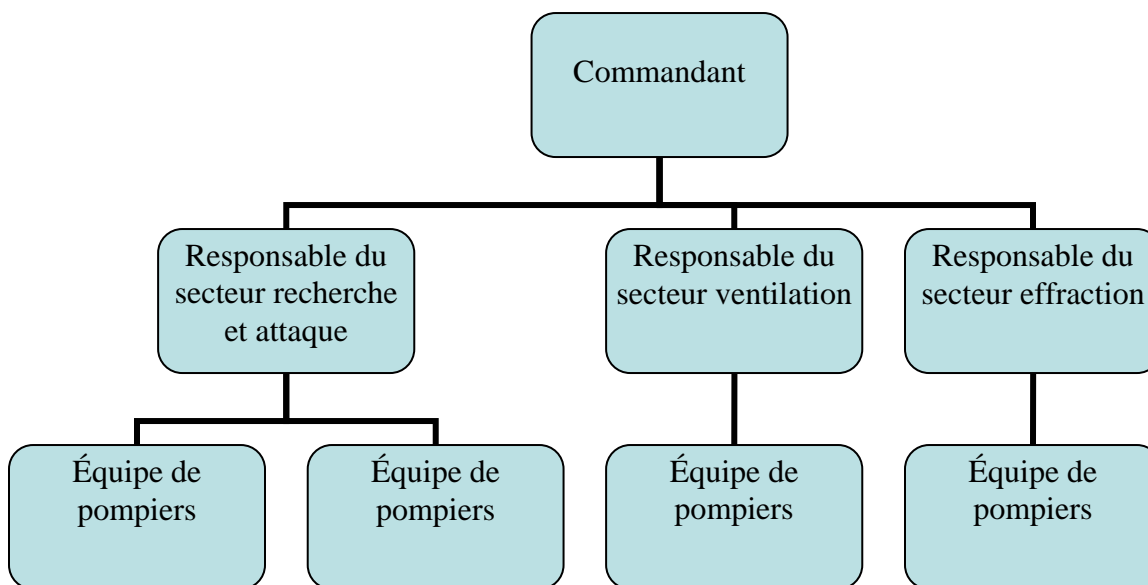 Commandant
Responsable du
secteur recherche
et attaque
Responsable du
secteur ventilation
Responsable du
secteur effraction
Équipe de
pompiers
Équipe de
pompiers
Équipe de
pompiers
Équipe de
pompiers